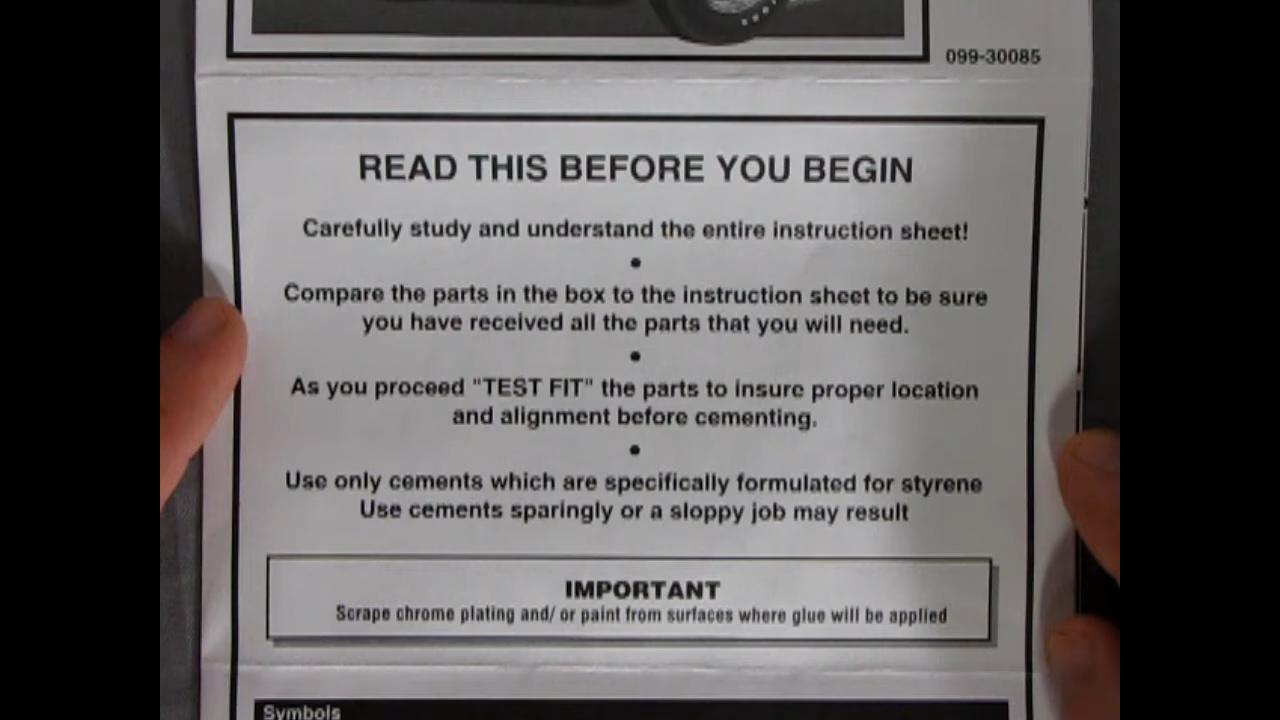 099-30085
READ THIS BEFORE YOU BEGIN
Carefully study and understand the entire instruction sheet!
•
Compare the parts in the box to the instruction sheet to be sure
you have received all the parts that you will need.
•
As you proceed "TEST FIT" the parts to insure proper location
and alignment before cementing.
•
Use only cements which are specifically formulated for styrene
Use cements sparingly or a sloppy job may result
IMPORTANT
Scrape chrome plating and/ or paint from surfaces where glue will be applied
Symbols